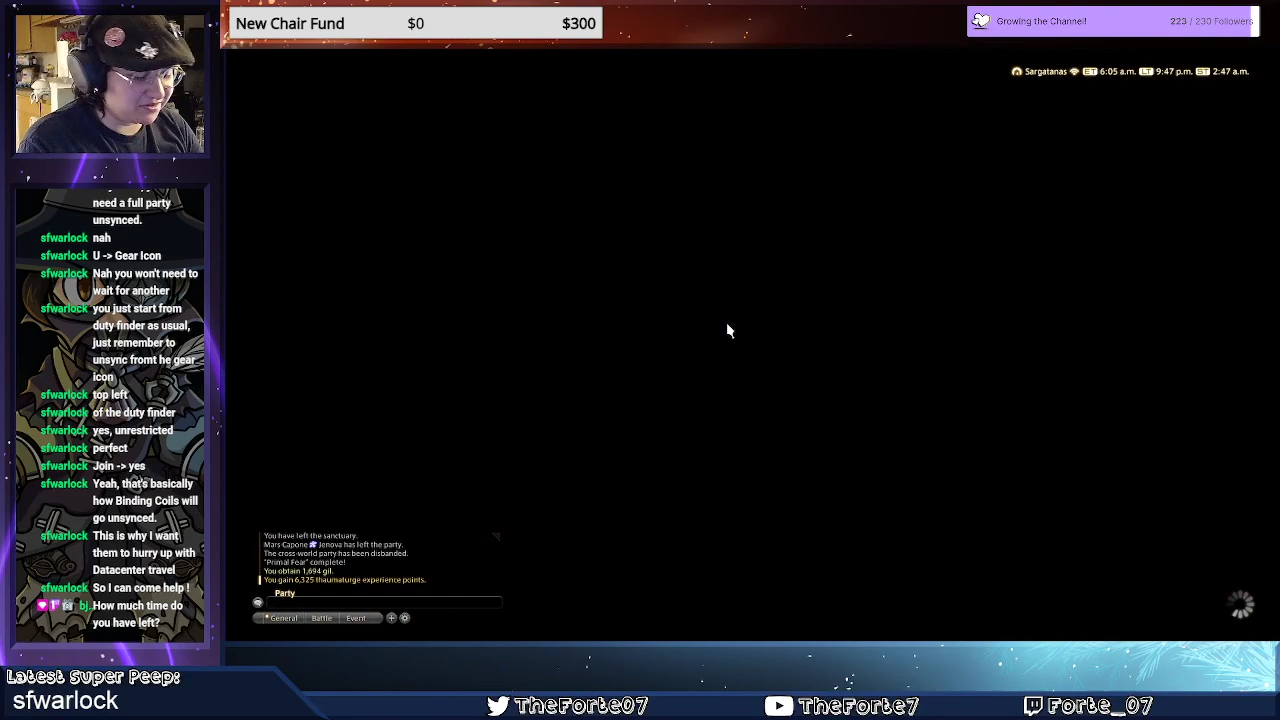 New Chair Fund $0 $300
Growing the Channel! 223 / 230 Followers
Sargatanas ET 6:05 a.m. LT 9:47 p.m. ST 2:47 a.m.
need a full party
unsynced.
sfwarlock nah
sfwarlock U -> Gear Icon
sfwarlock Nah you won't need to
wait for another
sfwarlock you just start from
duty finder as usual,
just remember to
unsync fromt he gear
icon
sfwarlock top left
sfwarlock of the duty finder
sfwarlock yes, unrestricted
sfwarlock perfect
sfwarlock Join -> yes
sfwarlock Yeah, that's basically
how Binding Coils will
go unsynced.
sfwarlock This is why I want
them to hurry up with
Datacenter travel
sfwarlock So I can come help !
bj. How much time do
you have left?
You have left the sanctuary.
Mars Capone Jenova has left the party.
The cross-world party has been disbanded.
"Primal Fear" complete!
You obtain 1,694 gil.
You gain 6,325 thaumaturge experience points.
Party
General Battle Event
Latest Super Peep:
sfwarlock
TheForte07 TheForte7 Forte_07